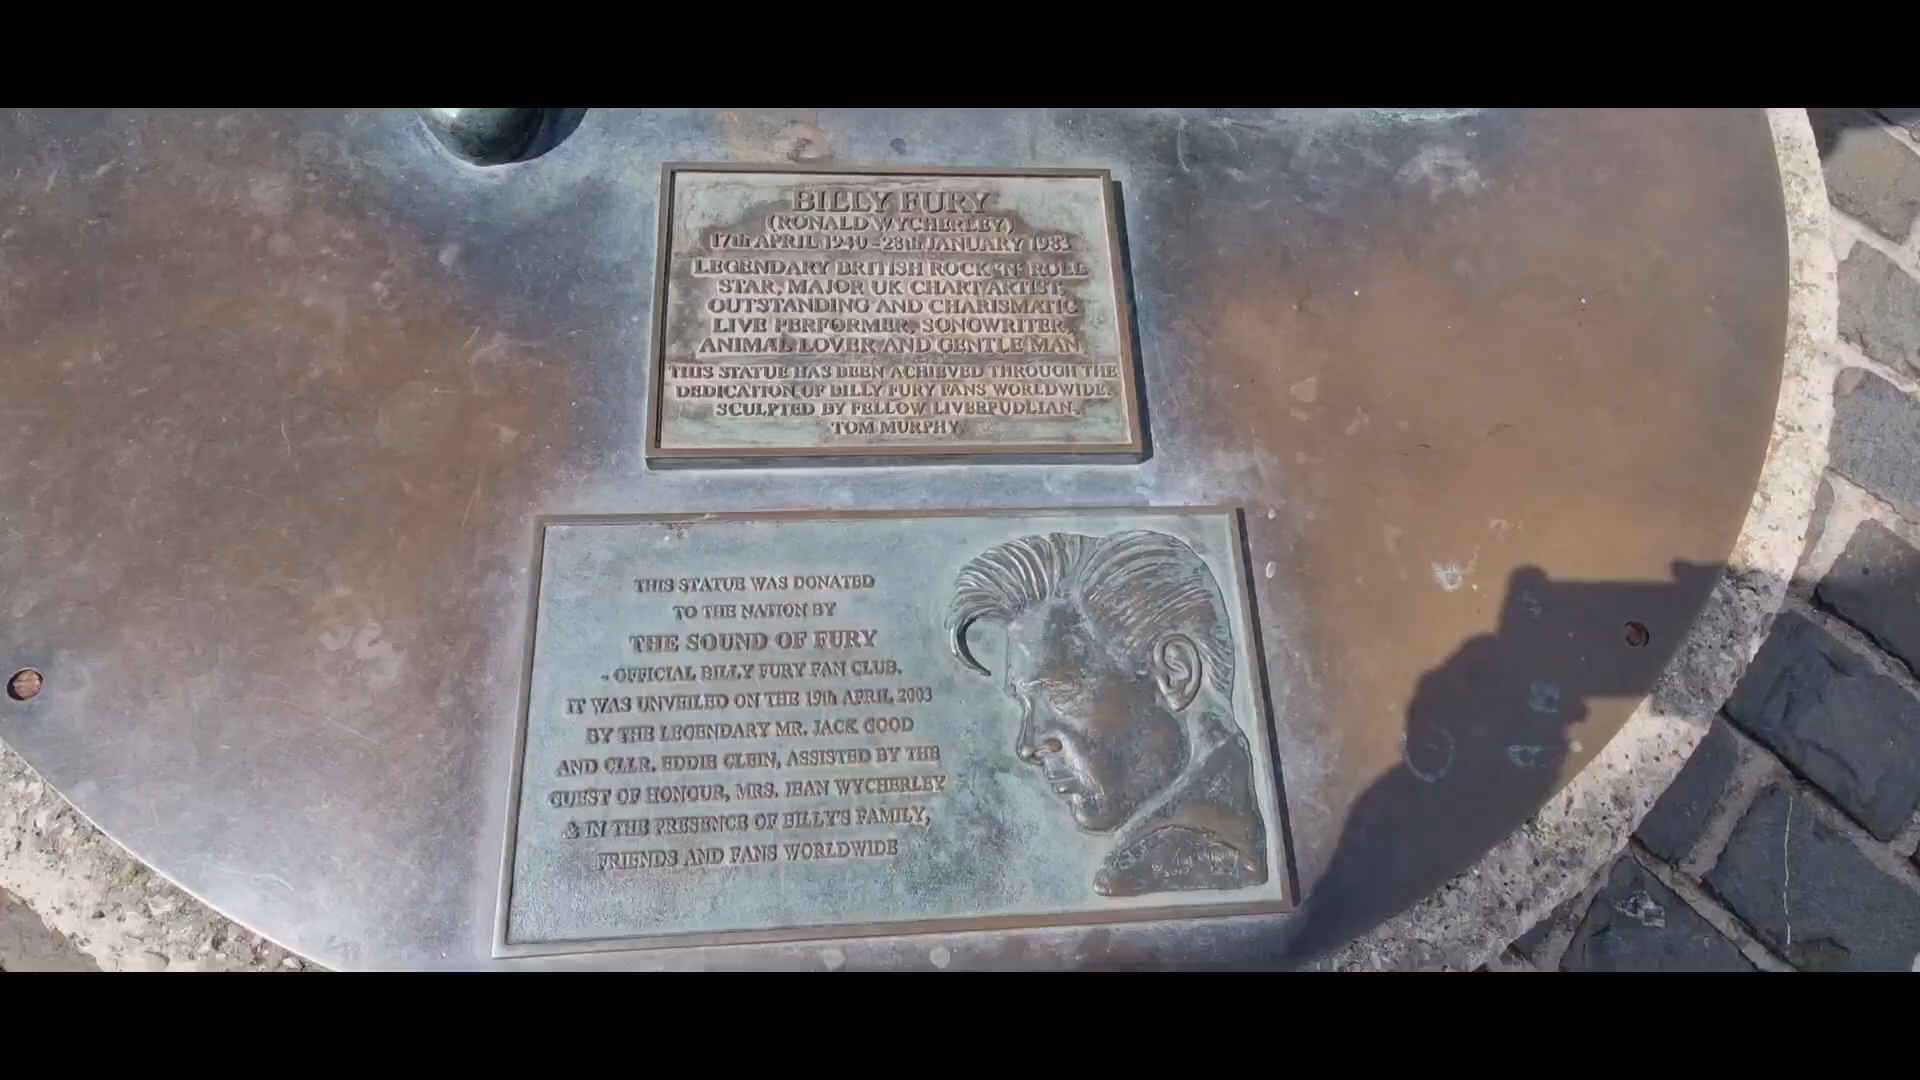 BILLY FURY
(RONALD WYCHERLEY)
17th APRIL 1940 - 28th JANUARY 1983
LEGENDARY BRITISH ROCK 'N' ROLL
STAR, MAJOR UK CHART ARTIST,
OUTSTANDING AND CHARISMATIC
LIVE PERFORMER, SONGWRITER,
ANIMAL LOVER AND GENTLE MAN
THIS STATUE HAS BEEN ACHIEVED THROUGH THE
DEDICATION OF BILLY FURY FANS WORLDWIDE.
SCULPTED BY FELLOW LIVERPUDLIAN,
TOM MURPHY
THIS STATUE WAS DONATED
TO THE NATION BY
THE SOUND OF FURY
- OFFICIAL BILLY FURY FAN CLUB.
IT WAS UNVEILED ON THE 19th APRIL 2003
BY THE LEGENDARY MR. JACK GOOD
AND CLLR. EDDIE CLEIN, ASSISTED BY THE
GUEST OF HONOUR, MRS. JEAN WYCHERLEY
& IN THE PRESENCE OF BILLY'S FAMILY,
FRIENDS AND FANS WORLDWIDE